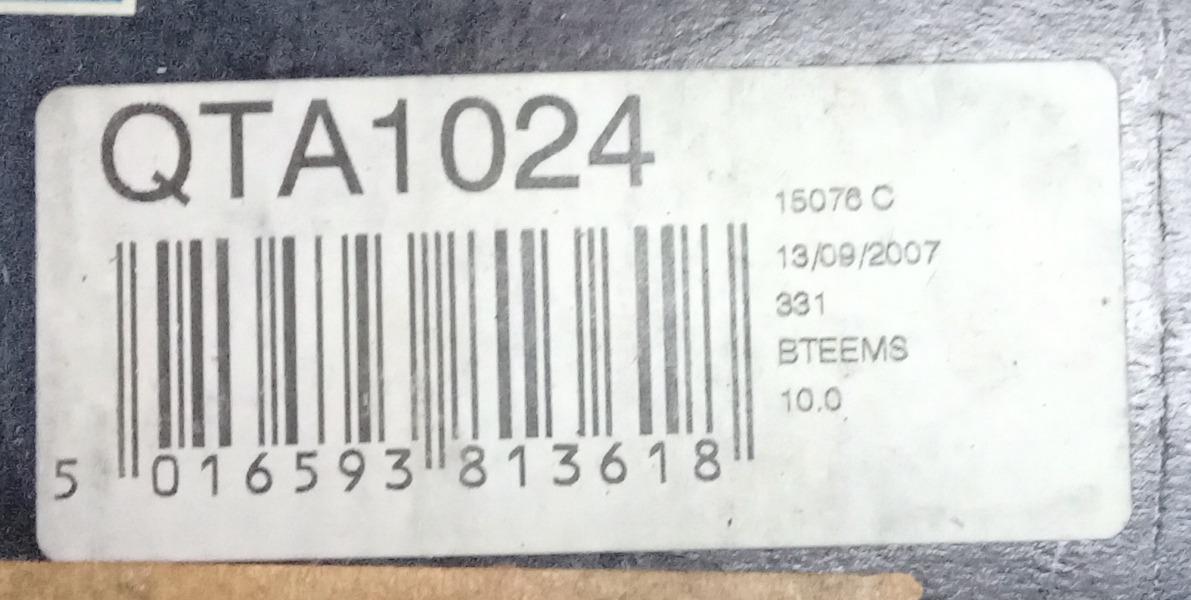 QTA1024
15076 C
13/09/2007
331
BTEEMS
10.0
5 016593 813618